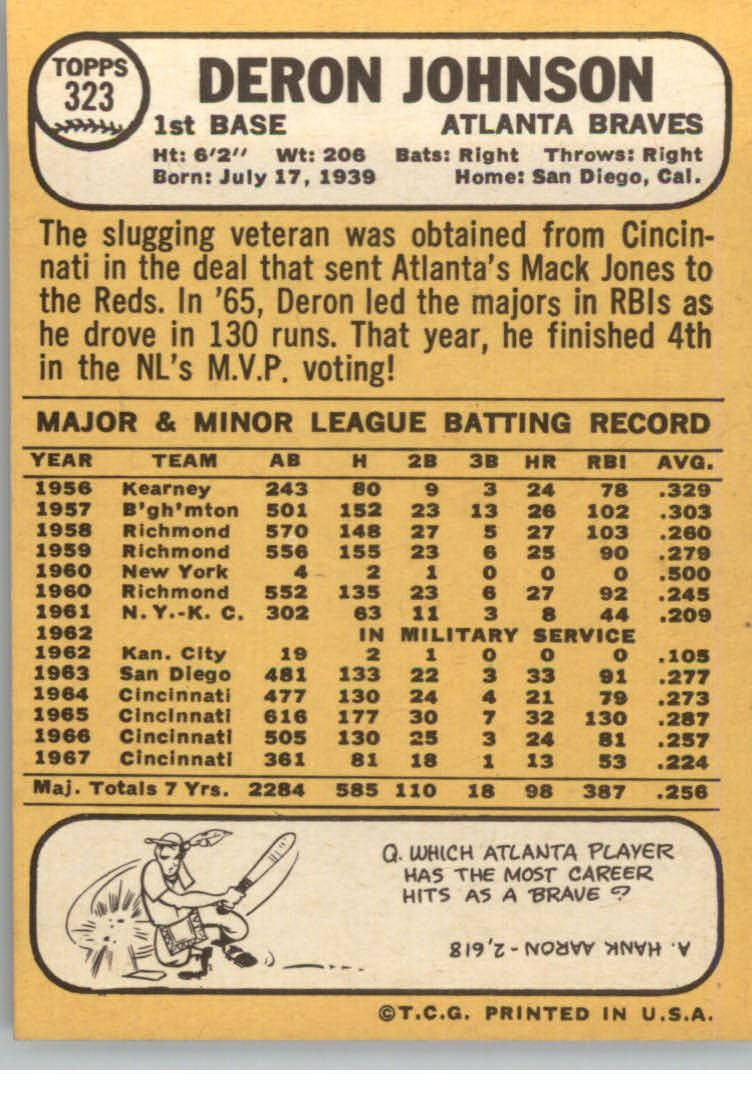 TOPPS
323
DERON JOHNSON
1st BASE ATLANTA BRAVES
Ht: 6'2" Wt: 206 Bats: Right Throws: Right
Born: July 17, 1939 Home: San Diego, Cal.
The slugging veteran was obtained from Cincin-
nati in the deal that sent Atlanta's Mack Jones to
the Reds. In '65, Deron led the majors in RBIs as
he drove in 130 runs. That year, he finished 4th
in the NL's M.V.P. voting!
MAJOR & MINOR LEAGUE BATTING RECORD
YEAR TEAM AB H 2B 3B HR RBI AVG.
1956 Kearney 243 80 9 3 24 78 .329
1957 B'gh'mton 501 152 23 13 26 102 .303
1958 Richmond 570 148 27 5 27 103 .260
1959 Richmond 556 155 23 6 25 90 .279
1960 New York 4 2 1 0 0 0 .500
1960 Richmond 552 135 23 6 27 92 .245
1961 N.Y.-K. C. 302 63 11 3 8 44 .209
1962 IN MILITARY SERVICE
1962 Kan. City 19 2 1 0 0 0 .105
1963 San Diego 481 133 22 3 33 91 .277
1964 Cincinnati 477 130 24 4 21 79 .273
1965 Cincinnati 616 177 30 7 32 130 .287
1966 Cincinnati 505 130 25 3 24 81 .257
1967 Cincinnati 361 81 18 1 13 53 .224
Maj. Totals 7 Yrs. 2284 585 110 18 98 387 .256
Q. WHICH ATLANTA PLAYER
HAS THE MOST CAREER
HITS AS A BRAVE?
A. HANK AARON - 2,618
©T.C.G. PRINTED IN U.S.A.